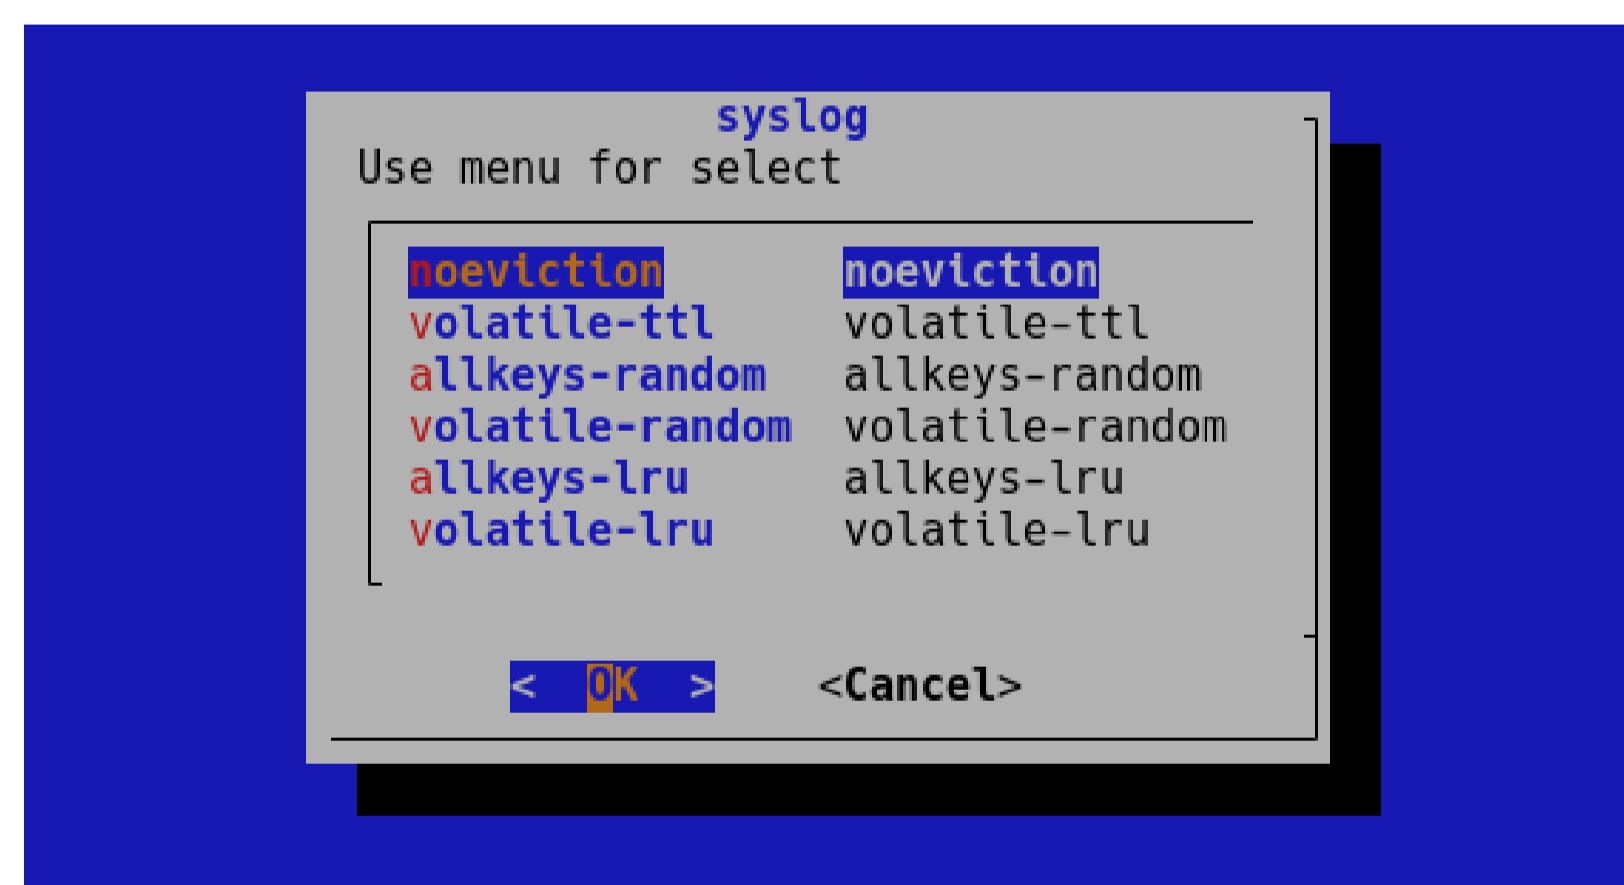 syslog
Use menu for select
noeviction noeviction
volatile-ttl volatile-ttl
allkeys-random allkeys-random
volatile-random volatile-random
allkeys-lru allkeys-lru
volatile-lru volatile-lru
< OK > <Cancel>